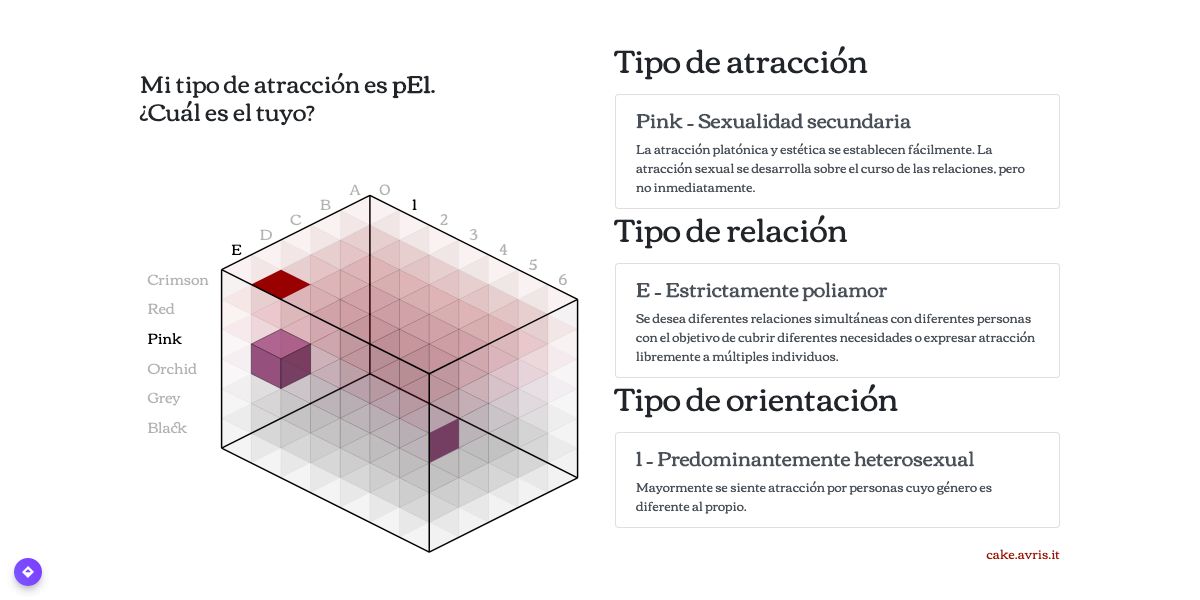 Mi tipo de atracción es pE1.
¿Cuál es el tuyo?
A 0
B 1
C 2
D 3
E 4
5
6
Crimson
Red
Pink
Orchid
Grey
Black
Tipo de atracción
Pink - Sexualidad secundaria
La atracción platónica y estética se establecen fácilmente. La
atracción sexual se desarrolla sobre el curso de las relaciones, pero
no inmediatamente.
Tipo de relación
E - Estrictamente poliamor
Se desea diferentes relaciones simultáneas con diferentes personas
con el objetivo de cubrir diferentes necesidades o expresar atracción
libremente a múltiples individuos.
Tipo de orientación
1 - Predominantemente heterosexual
Mayormente se siente atracción por personas cuyo género es
diferente al propio.
cake.avris.it